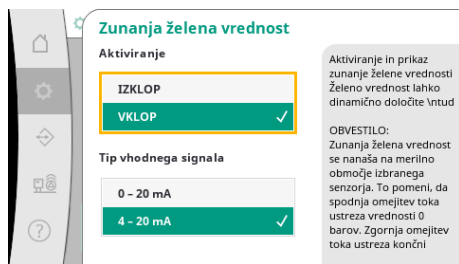 Zunanja želena vrednost
Aktiviranje
IZKLOP
VKLOP
Tip vhodnega signala
0 – 20 mA
4 – 20 mA
Aktiviranje in prikaz
zunanje želene vrednosti
Želeno vrednost lahko
dinamično določite \ntud
OBVESTILO:
Zunanja želena vrednost
se nanaša na merilno
območje izbranega
senzorja. To pomeni, da
spodnja omejitev toka
ustreza vrednosti 0
barov. Zgornja omejitev
toka ustreza končni